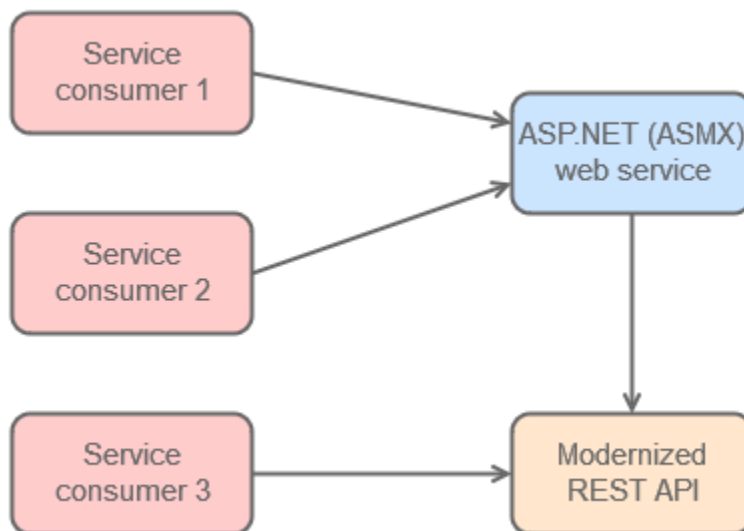 Service
consumer 1
ASP.NET (ASMX)
web service
Service
consumer 2
Service
consumer 3
Modernized
REST API